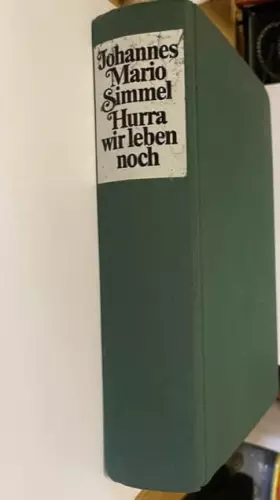 Johannes
Mario
Simmel
Hurra
wir leben
noch